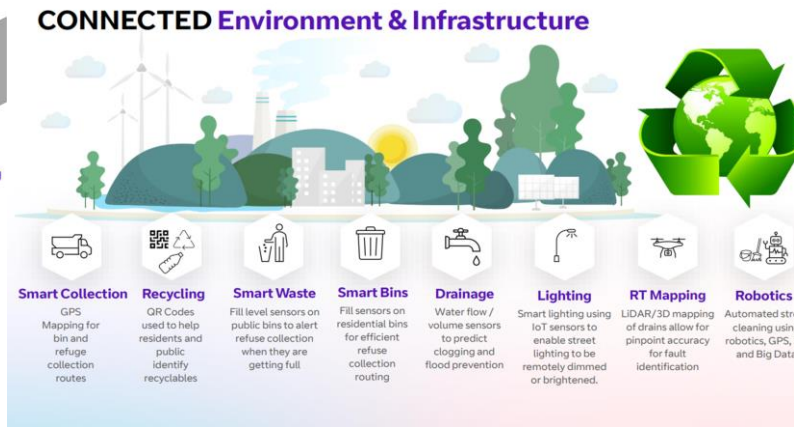 CONNECTED Environment & Infrastructure
Smart Collection
GPS
Mapping for
bin and
refuge
collection
routes
Recycling
QR Codes
used to help
residents and
public
identify
recyclables
Smart Waste
Fill level sensors on
public bins to alert
refuse collection
when they are
getting full
Smart Bins
Fill sensors on
residential bins
for efficient
refuse
collection
routing
Drainage
Water flow /
volume sensors
to predict
clogging and
flood prevention
Lighting
Smart lighting using
IoT sensors to
enable street
lighting to be
remotely dimmed
or brightened.
RT Mapping
LiDAR/3D mapping
of drains allow for
pinpoint accuracy
for fault
identification
Robotics
Automated
cleaning
robotics, GPS,
and Big Data